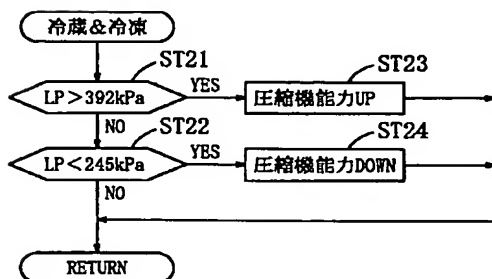 冷蔵&冷凍
ST21
LP>392kPa
YES
ST23
圧縮機能力UP
NO
ST22
LP<245kPa
YES
ST24
圧縮機能力DOWN
NO
RETURN